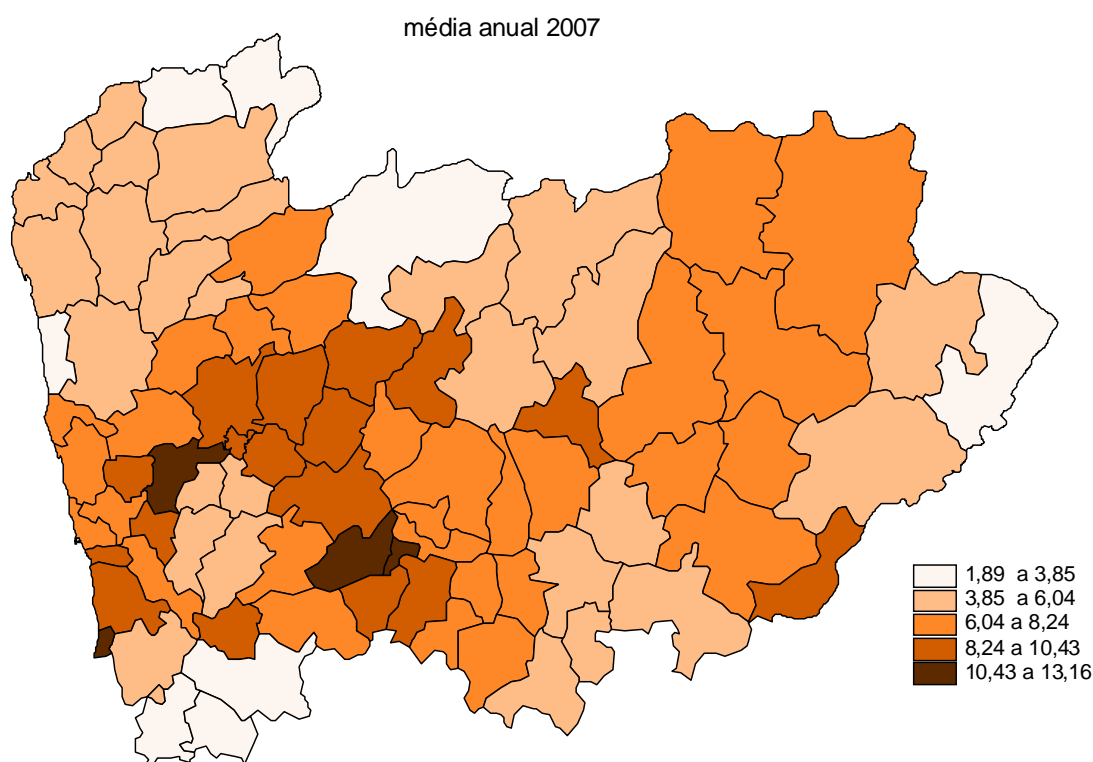 média anual 2007
1,89 a 3,85
3,85 a 6,04
6,04 a 8,24
8,24 a 10,43
10,43 a 13,16